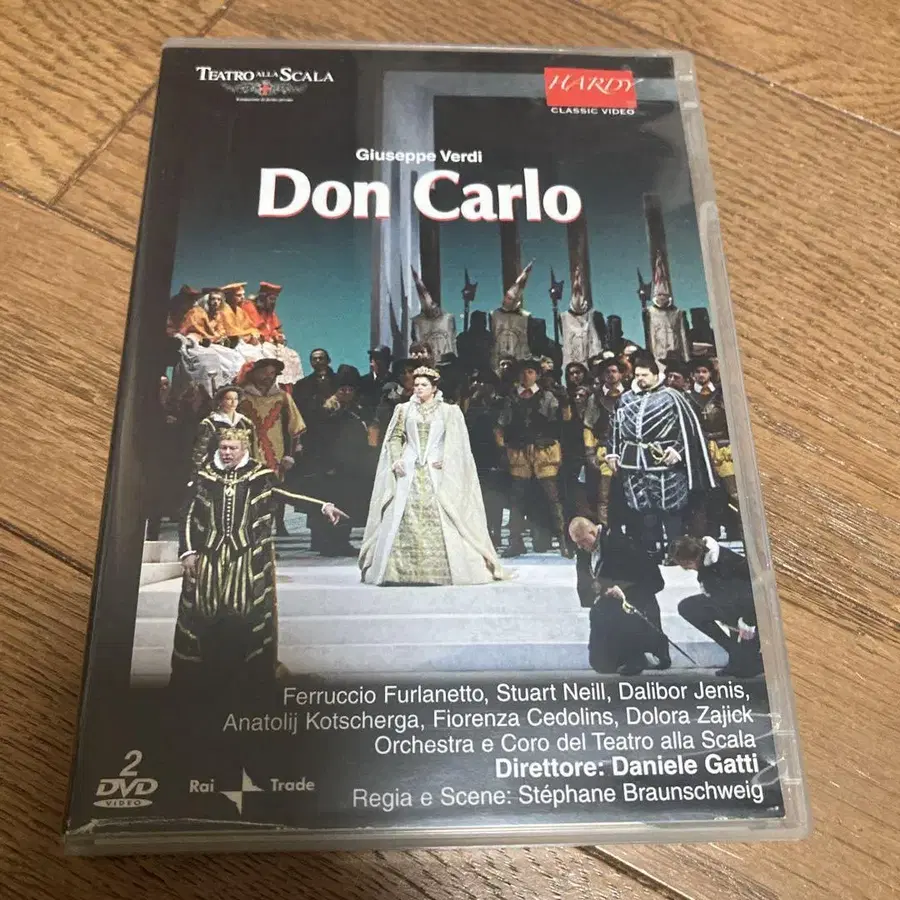 TEATRO ALLA SCALA
HARDY
CLASSIC VIDEO
Giuseppe Verdi
Don Carlo
Ferruccio Furlanetto, Stuart Neill, Dalibor Jenis,
Anatolij Kotscherga, Fiorenza Cedolins, Dolora Zajick
Orchestra e Coro del Teatro alla Scala
Direttore: Daniele Gatti
Regia e Scene: Stéphane Braunschweig
2
DVD
VIDEO
Rai Trade